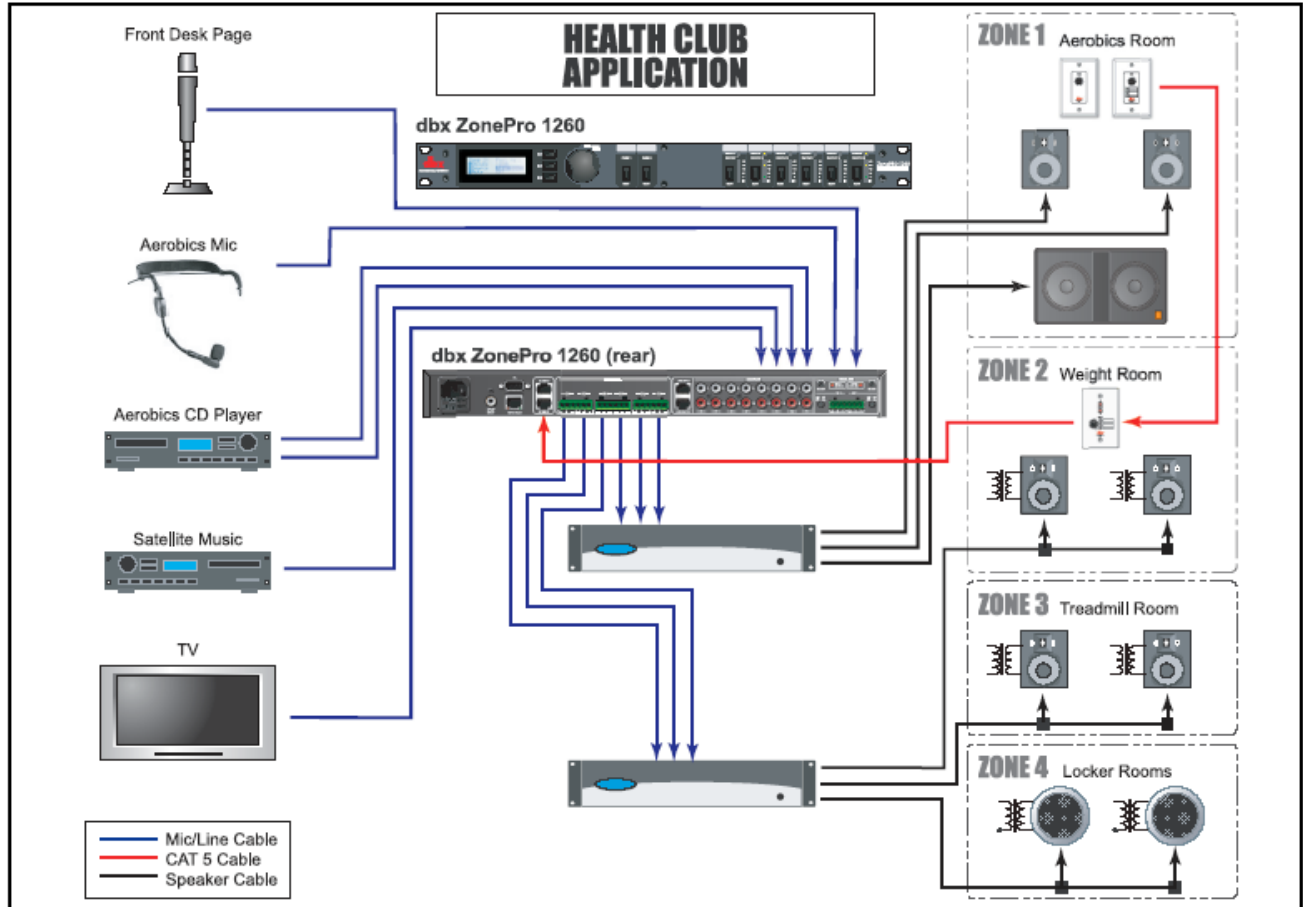 HEALTH CLUB
APPLICATION
Front Desk Page
dbx ZonePro 1260
Aerobics Mic
dbx ZonePro 1260 (rear)
Aerobics CD Player
Satellite Music
TV
Mic/Line Cable
CAT 5 Cable
Speaker Cable
ZONE 1 Aerobics Room
ZONE 2 Weight Room
ZONE 3 Treadmill Room
ZONE 4 Locker Rooms